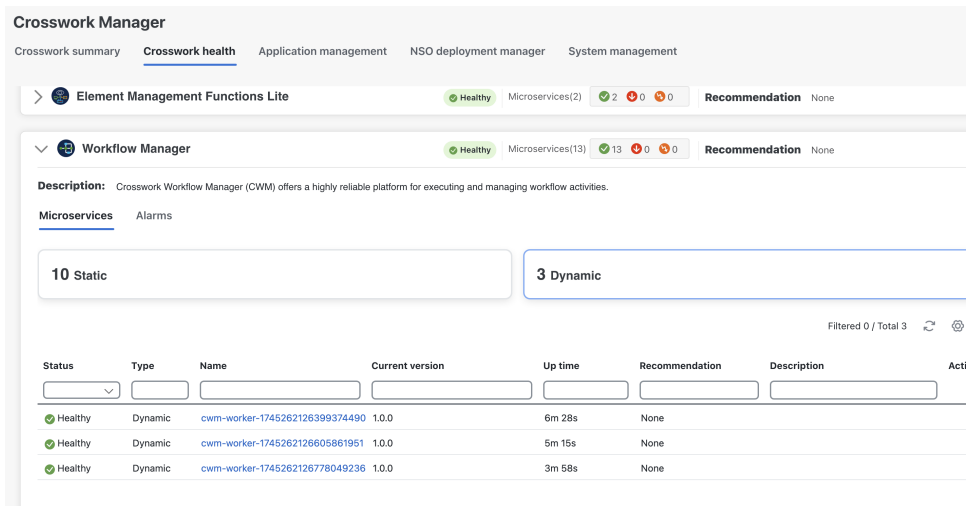 Crosswork Manager
Crosswork summary Crosswork health Application management NSO deployment manager System management
Element Management Functions Lite Healthy Microservices(2) 2 0 0 Recommendation None
Workflow Manager Healthy Microservices(13) 13 0 0 Recommendation None
Description: Crosswork Workflow Manager (CWM) offers a highly reliable platform for executing and managing workflow activities.
Microservices Alarms
10 Static 3 Dynamic
Filtered 0 / Total 3
Status Type Name Current version Up time Recommendation Description Acti
Healthy Dynamic cwm-worker-1745262126399374490 1.0.0 6m 28s None
Healthy Dynamic cwm-worker-1745262126605861951 1.0.0 5m 15s None
Healthy Dynamic cwm-worker-1745262126778049236 1.0.0 3m 58s None